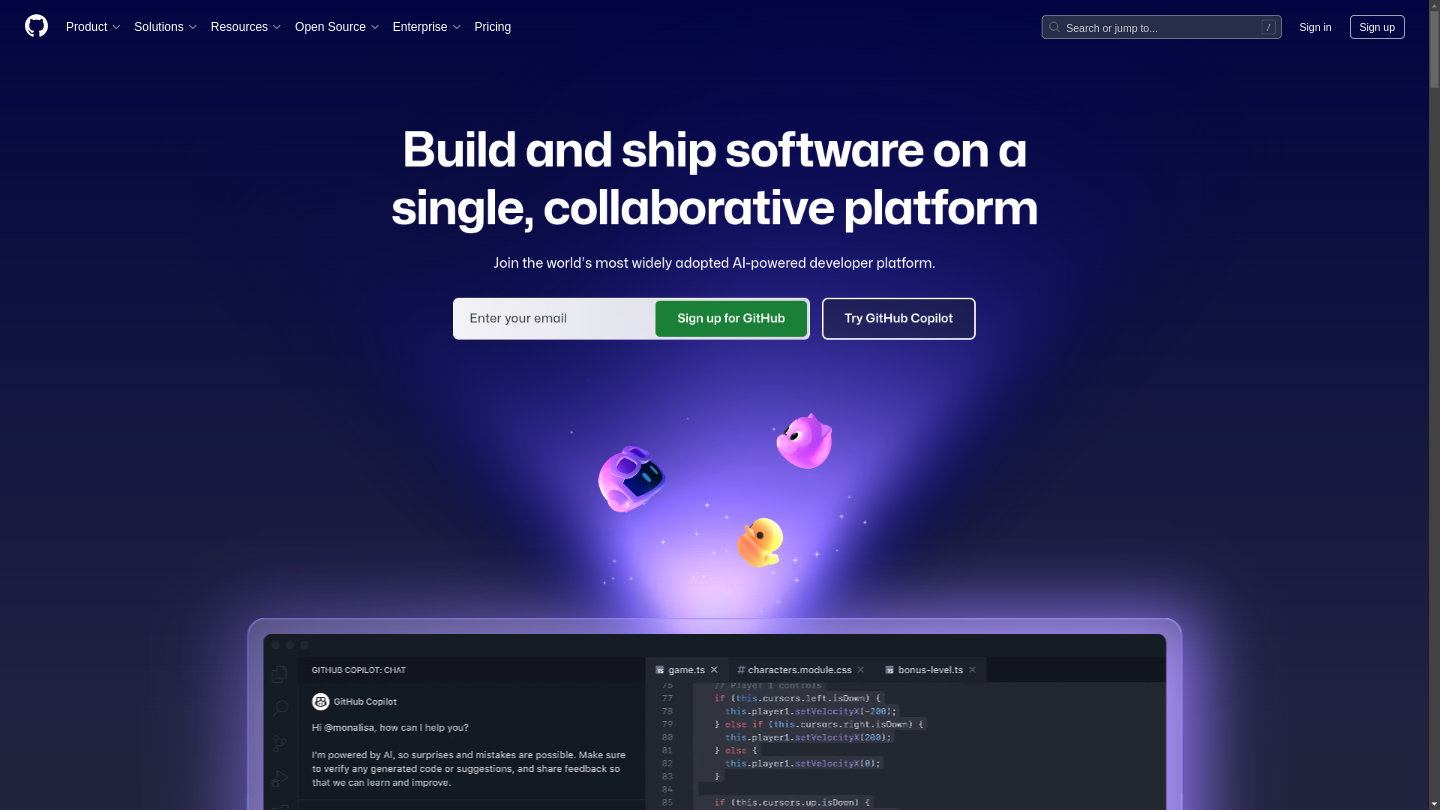 Product
Solutions
Resources
Open Source
Enterprise
Pricing
Search or jump to...
/
Sign in
Sign up
Build and ship software on a
single, collaborative platform
Join the world's most widely adopted AI-powered developer platform.
Enter your email
Sign up for GitHub
Try GitHub Copilot
GITHUB COPILOT: CHAT
GitHub Copilot
Hi @monalisa, how can I help you?
I'm powered by AI, so surprises and mistakes are possible. Make sure
to verify any generated code or suggestions, and share feedback so
that we can learn and improve.
game.ts
# characters.module.css
bonus-level.ts
76 // Player 1 controls
77 if (this.cursors.left.isDown) {
78 this.player1.setVelocityX(-200);
79 } else if (this.cursors.right.isDown) {
80 this.player1.setVelocityX(200);
81 } else {
82 this.player1.setVelocityX(0);
83 }
84
85 if (this.cursors.up.isDown) {